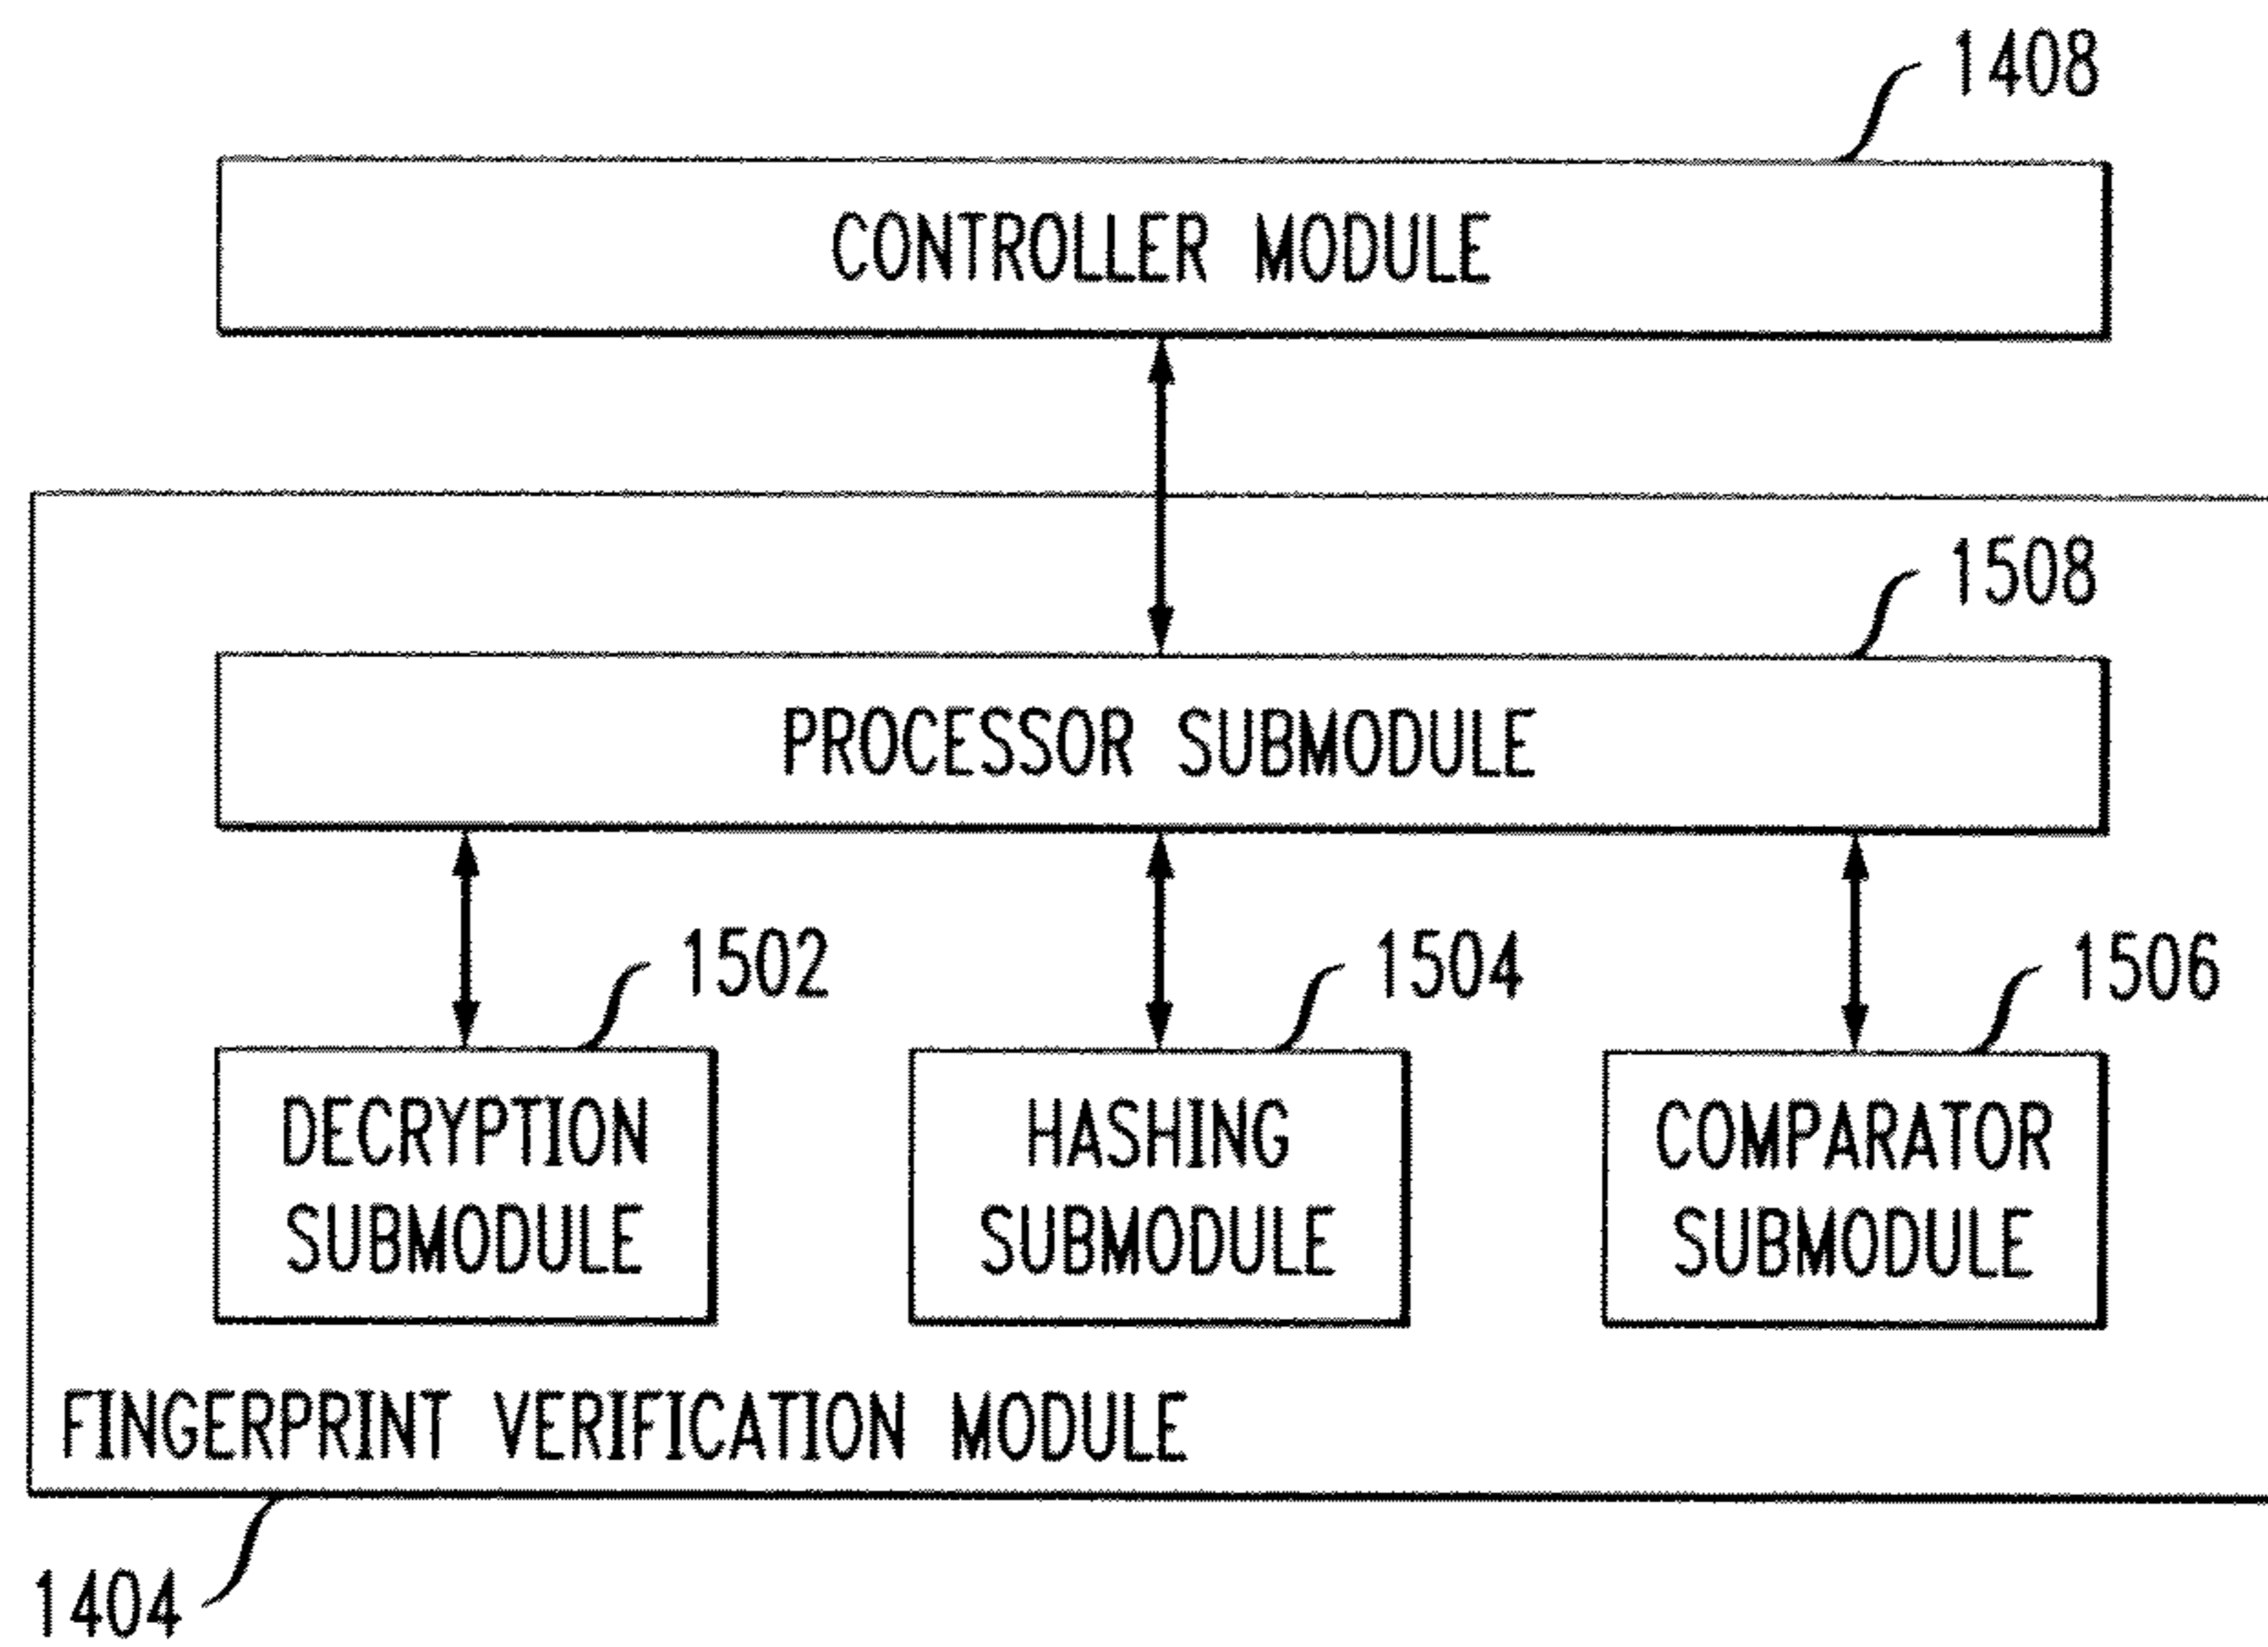 1408
CONTROLLER MODULE
1508
PROCESSOR SUBMODULE
1502
1504
1506
DECRYPTION
SUBMODULE
HASHING
SUBMODULE
COMPARATOR
SUBMODULE
FINGERPRINT VERIFICATION MODULE
1404